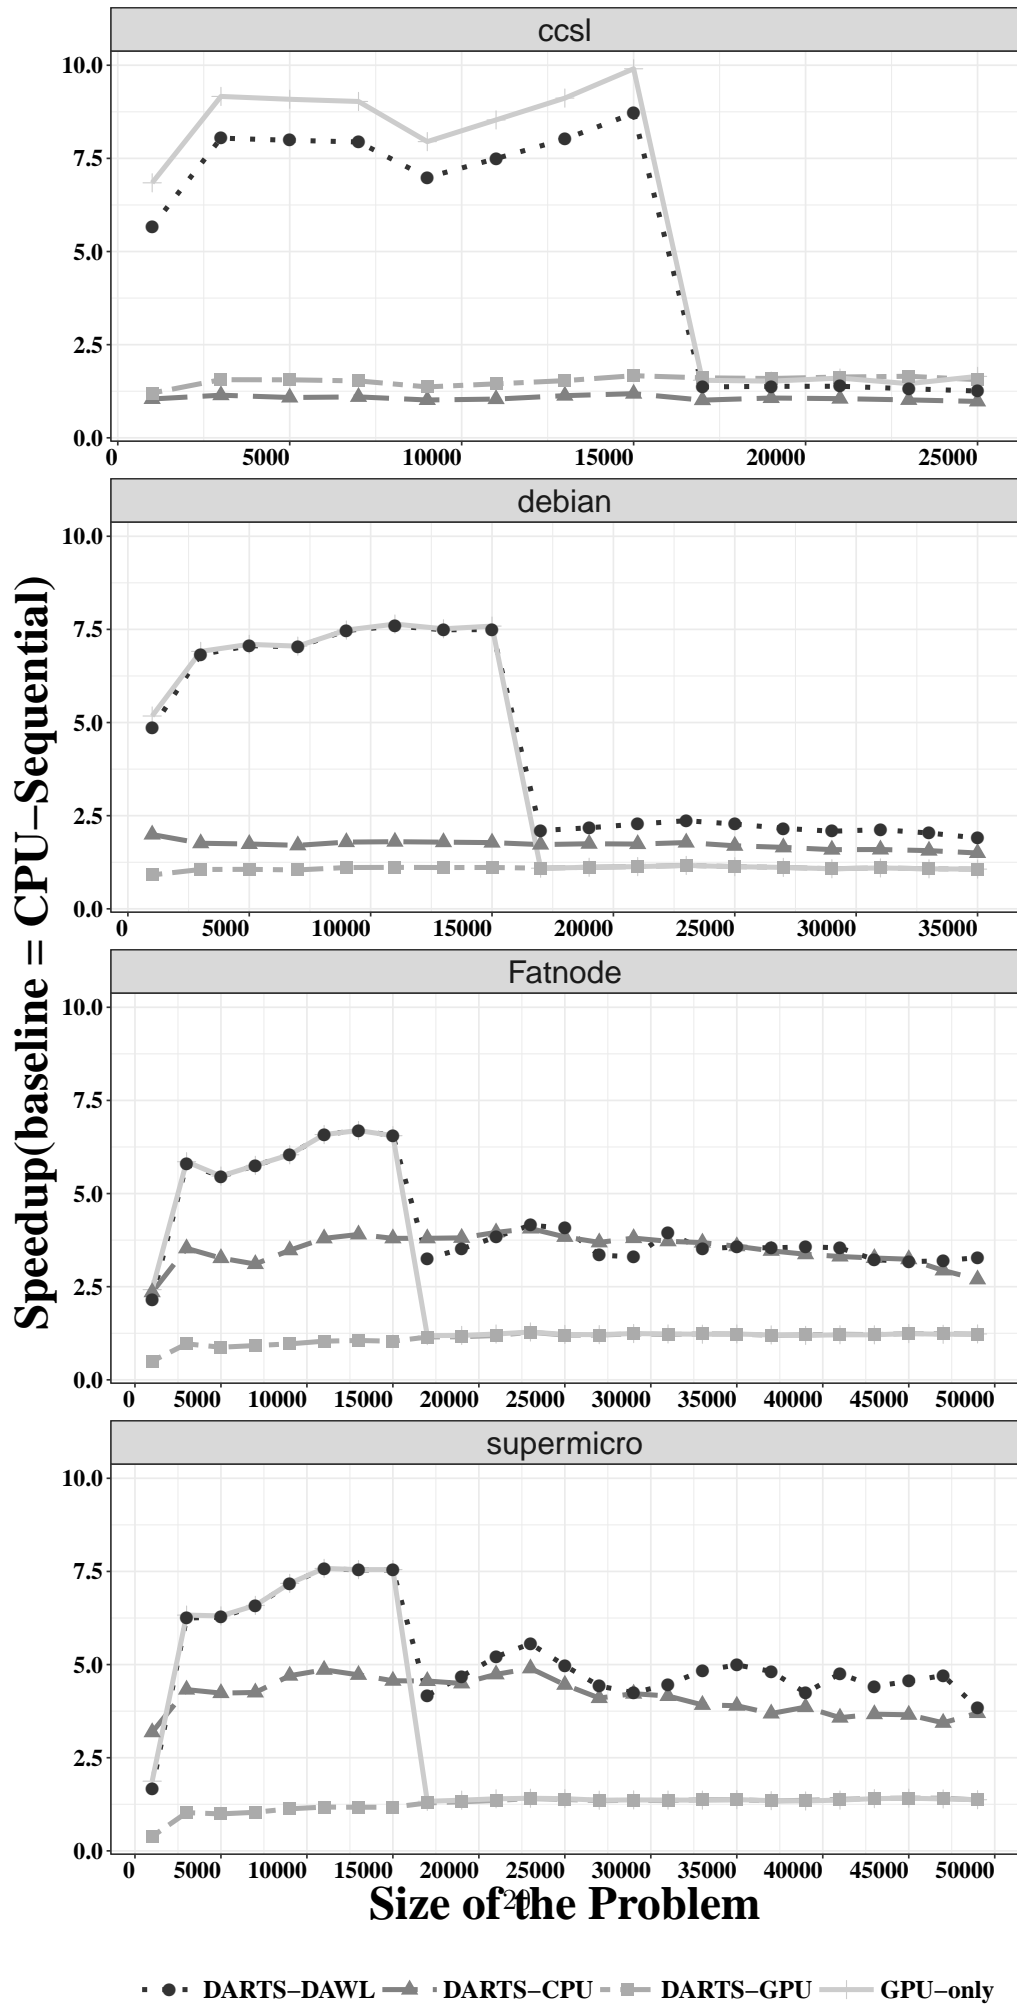 ccsl
10.0
7.5
5.0
2.5
0.0
0 5000 10000 15000 20000 25000
debian
10.0
7.5
5.0
2.5
0.0
0 5000 10000 15000 20000 25000 30000 35000
Fatnode
10.0
7.5
5.0
2.5
0.0
0 5000 10000 15000 20000 25000 30000 35000 40000 45000 50000
supermicro
10.0
7.5
5.0
2.5
0.0
0 5000 10000 15000 20000 25000 30000 35000 40000 45000 50000
Speedup(baseline = CPU−Sequential)
Size of the Problem
20
DARTS−DAWL DARTS−CPU DARTS−GPU GPU−only